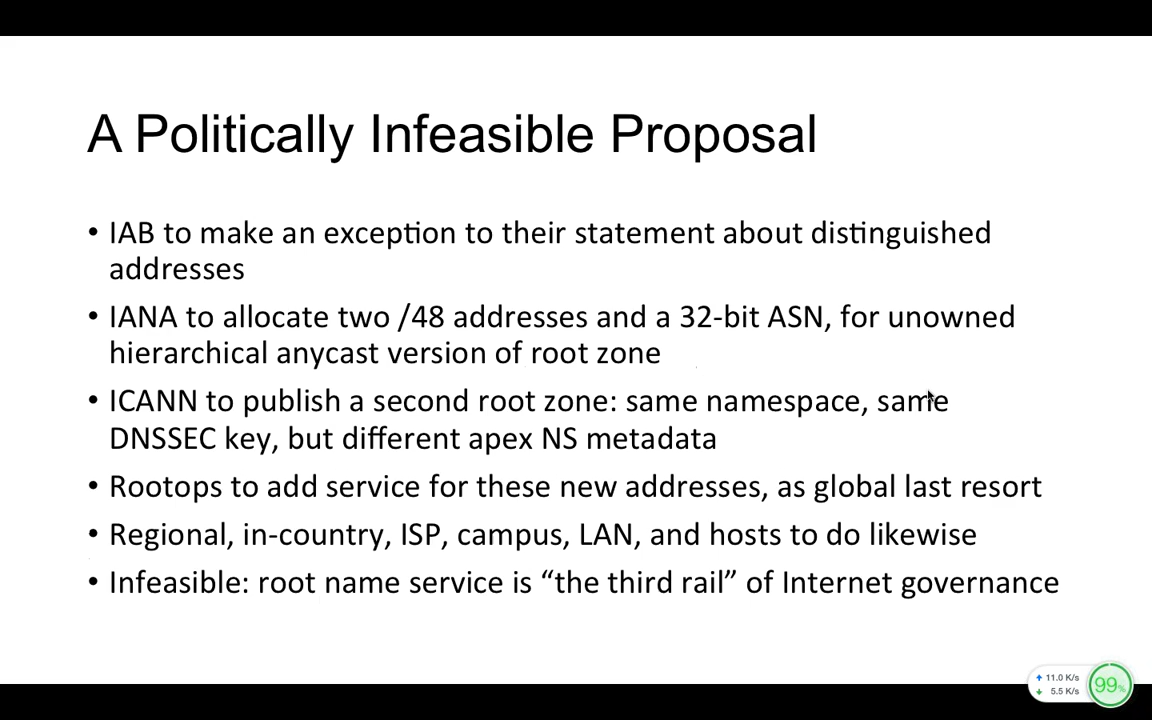 A Politically Infeasible Proposal
• IAB to make an exception to their statement about distinguished
addresses
• IANA to allocate two /48 addresses and a 32-bit ASN, for unowned
hierarchical anycast version of root zone
• ICANN to publish a second root zone: same namespace, same
DNSSEC key, but different apex NS metadata
• Rootops to add service for these new addresses, as global last resort
• Regional, in-country, ISP, campus, LAN, and hosts to do likewise
• Infeasible: root name service is “the third rail” of Internet governance
11.0 K/s
5.5 K/s
99%